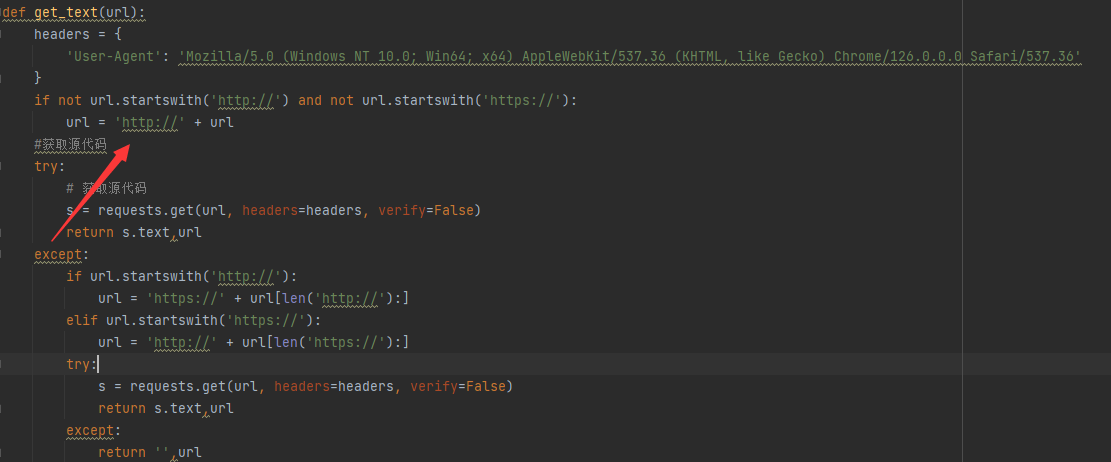 def get_text(url):
    headers = {
        'User-Agent': 'Mozilla/5.0 (Windows NT 10.0; Win64; x64) AppleWebKit/537.36 (KHTML, like Gecko) Chrome/126.0.0.0 Safari/537.36'
    }
    if not url.startswith('http://') and not url.startswith('https://'):
        url = 'http://' + url
    #获取源代码
    try:
        # 获取源代码
        s = requests.get(url, headers=headers, verify=False)
        return s.text,url
    except:
        if url.startswith('http://'):
            url = 'https://' + url[len('http://'):]
        elif url.startswith('https://'):
            url = 'http://' + url[len('https://'):]
        try:
            s = requests.get(url, headers=headers, verify=False)
            return s.text,url
        except:
            return '',url